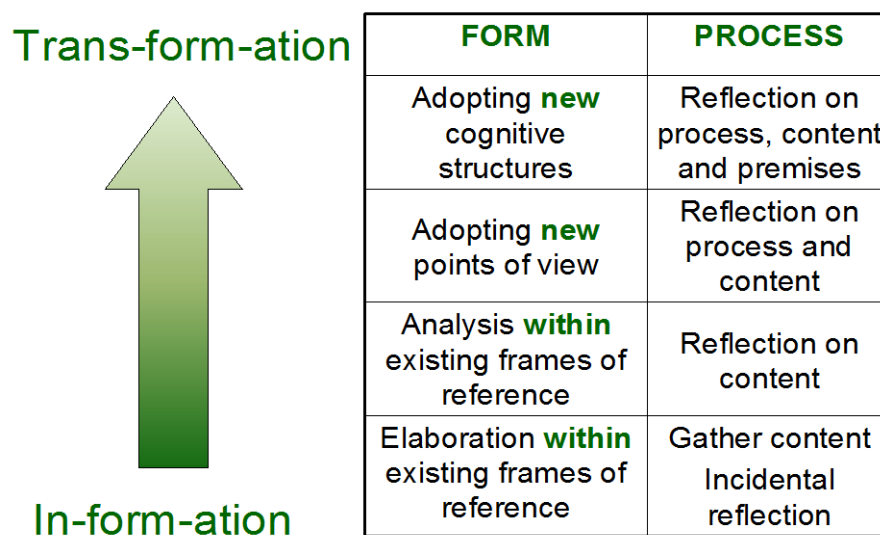 Trans-form-ation
FORM
PROCESS
Adopting new
cognitive
structures
Reflection on
process, content
and premises
Adopting new
points of view
Reflection on
process and
content
Analysis within
existing frames of
reference
Reflection on
content
Elaboration within
existing frames of
reference
Gather content
Incidental
reflection
In-form-ation